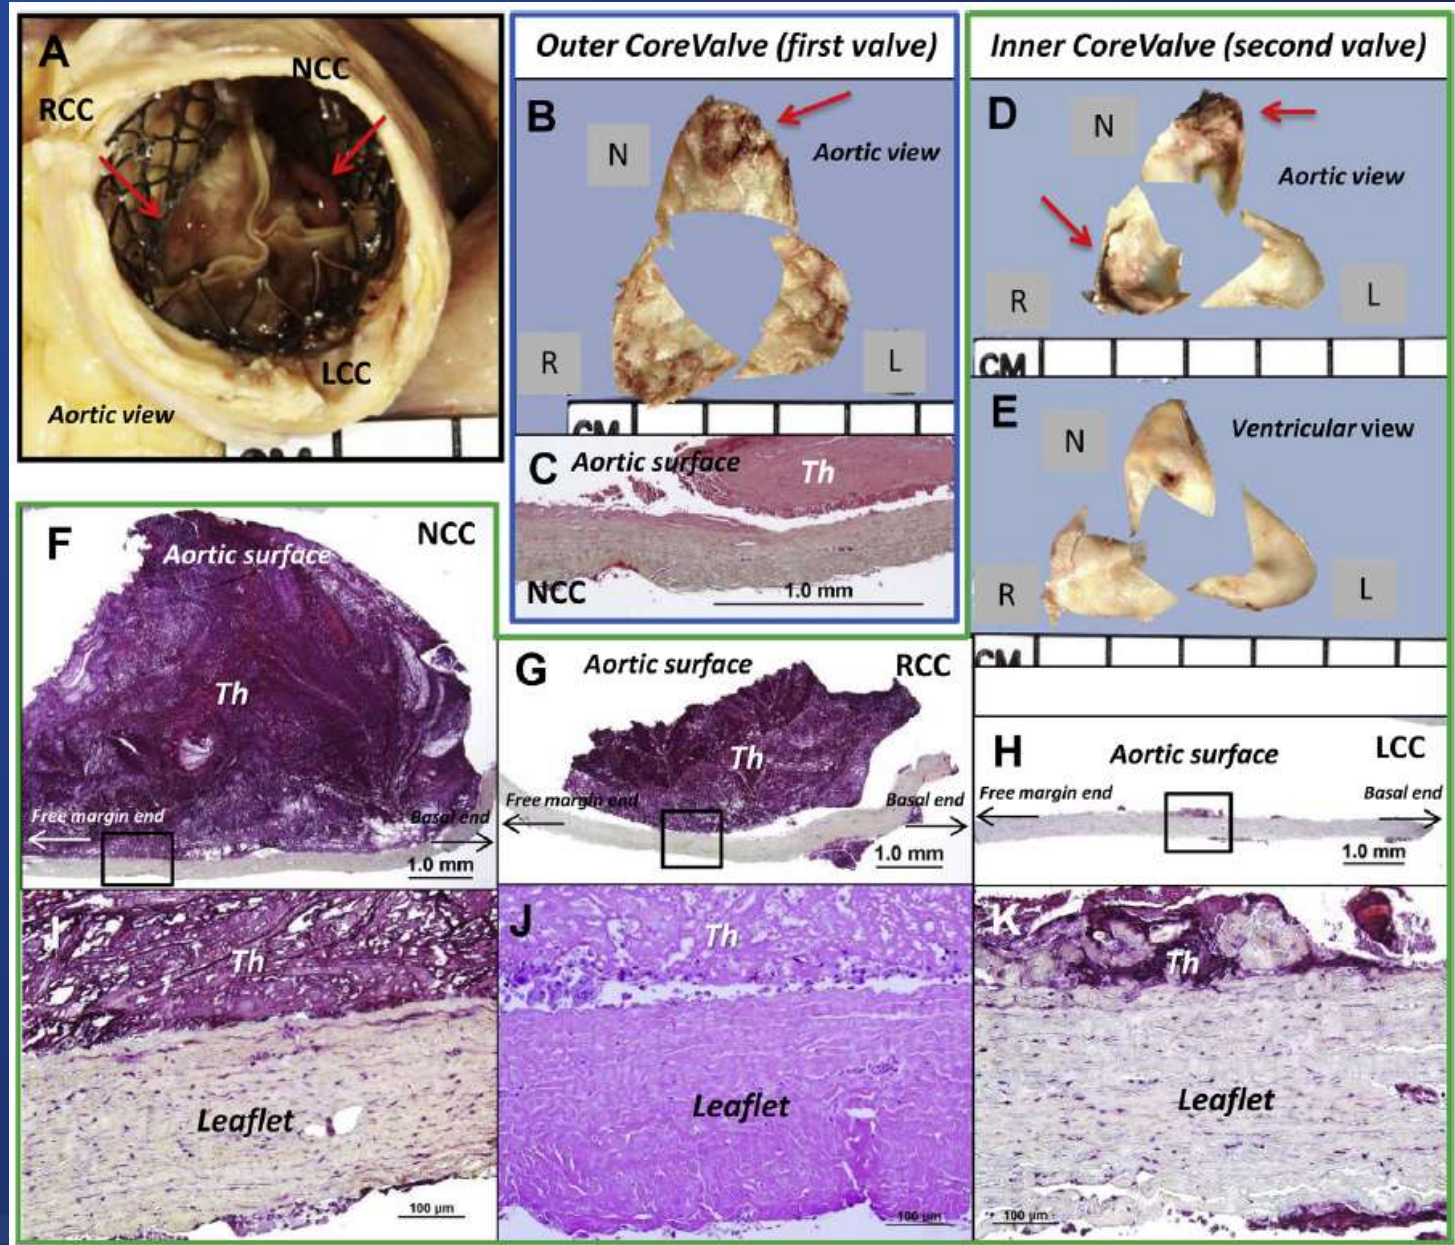 A
NCC
RCC
LCC
Aortic view
CM
Outer CoreValve (first valve)
B
N
Aortic view
R
L
CM
C
Aortic surface
Th
NCC
1.0 mm
Inner CoreValve (second valve)
D
N
Aortic view
R
L
CM
E
N
Ventricular view
R
L
CM
F
NCC
Aortic surface
Th
Free margin end
Basal end
1.0 mm
G
Aortic surface
RCC
Th
Free margin end
Basal end
1.0 mm
H
Aortic surface
LCC
Free margin end
Basal end
1.0 mm
I
Th
Leaflet
100 µm
J
Th
Leaflet
100 µm
K
Th
Leaflet
100 µm